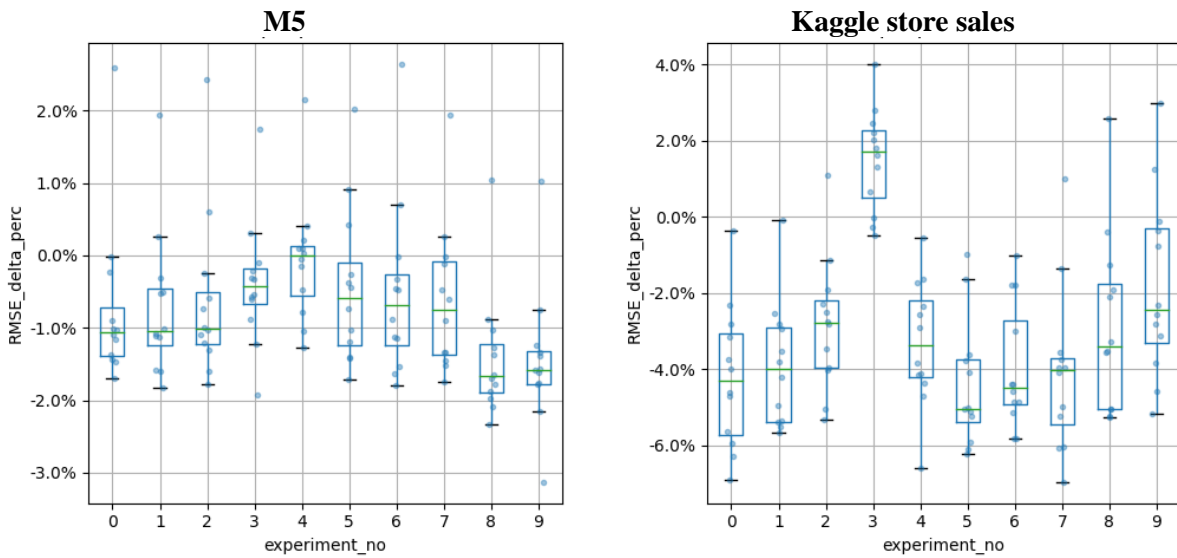 M5
2.0%
1.0%
0.0%
-1.0%
-2.0%
-3.0%
RMSE_delta_perc
0 1 2 3 4 5 6 7 8 9
experiment_no
Kaggle store sales
4.0%
2.0%
0.0%
-2.0%
-4.0%
-6.0%
RMSE_delta_perc
0 1 2 3 4 5 6 7 8 9
experiment_no